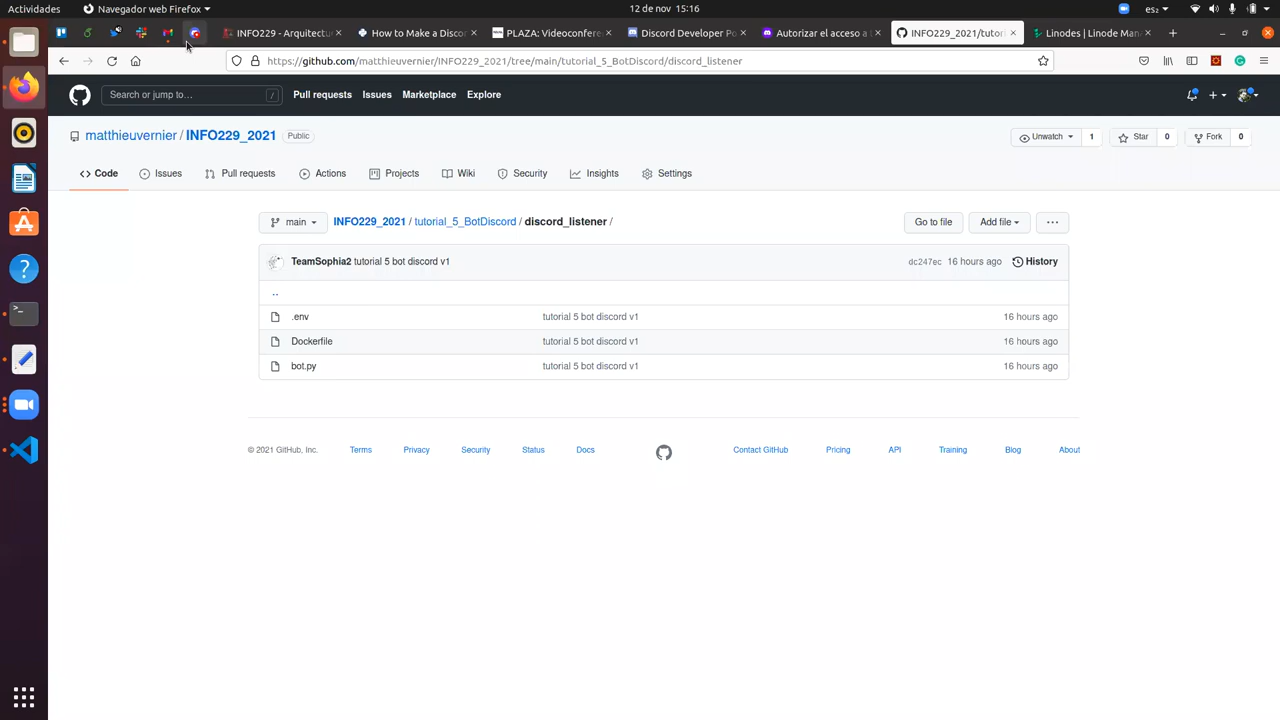 Actividades
Navegador web Firefox
12 de nov 15:16
es₂
INFO229 - Arquitectur
How to Make a Discor
PLAZA: Videoconferen
Discord Developer Po
Autorizar el acceso a
INFO229_2021/tutori
Linodes | Linode Man
https://github.com/matthieuvernier/INFO229_2021/tree/main/tutorial_5_BotDiscord/discord_listener
Search or jump to…
/
Pull requests
Issues
Marketplace
Explore
matthieuvernier / INFO229_2021
Public
Unwatch
1
Star
0
Fork
0
Code
Issues
Pull requests
Actions
Projects
Wiki
Security
Insights
Settings
main
INFO229_2021 / tutorial_5_BotDiscord / discord_listener /
Go to file
Add file
TeamSophia2 tutorial 5 bot discord v1
dc247ec 16 hours ago
History
..
.env tutorial 5 bot discord v1 16 hours ago
Dockerfile tutorial 5 bot discord v1 16 hours ago
bot.py tutorial 5 bot discord v1 16 hours ago
© 2021 GitHub, Inc.
Terms
Privacy
Security
Status
Docs
Contact GitHub
Pricing
API
Training
Blog
About